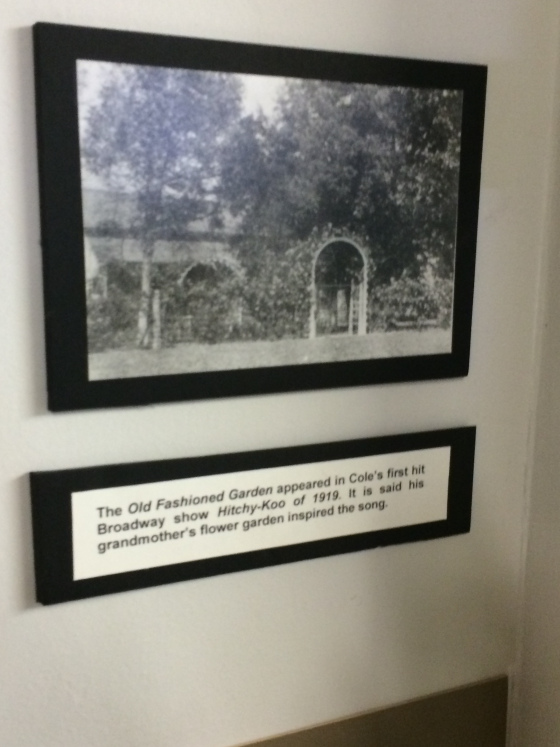 The Old Fashioned Garden appeared in Cole's first hit
Broadway show Hitchy-Koo of 1919. It is said his
grandmother's flower garden inspired the song.